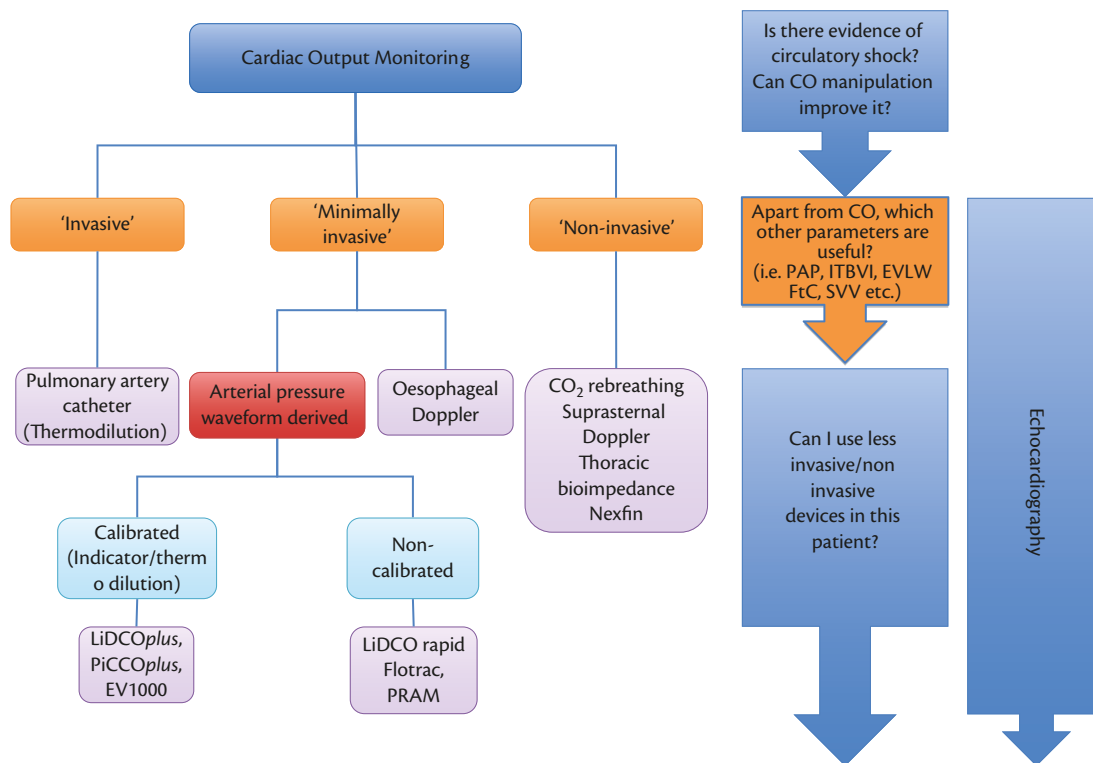 Cardiac Output Monitoring
‘Invasive’
‘Minimally
invasive’
‘Non-invasive’
Pulmonary artery
catheter
(Thermodilution)
Arterial pressure
waveform derived
Oesophageal
Doppler
CO₂ rebreathing
Suprasternal
Doppler
Thoracic
bioimpedance
Nexfin
Calibrated
(Indicator/therm
o dilution)
Non-
calibrated
LiDCOplus,
PiCCOplus,
EV1000
LiDCO rapid
Flotrac,
PRAM
Is there evidence of
circulatory shock?
Can CO manipulation
improve it?
Apart from CO, which
other parameters are
useful?
(i.e. PAP, ITBVI, EVLW
FtC, SVV etc.)
Can I use less
invasive/non
invasive
devices in this
patient?
Echocardiography